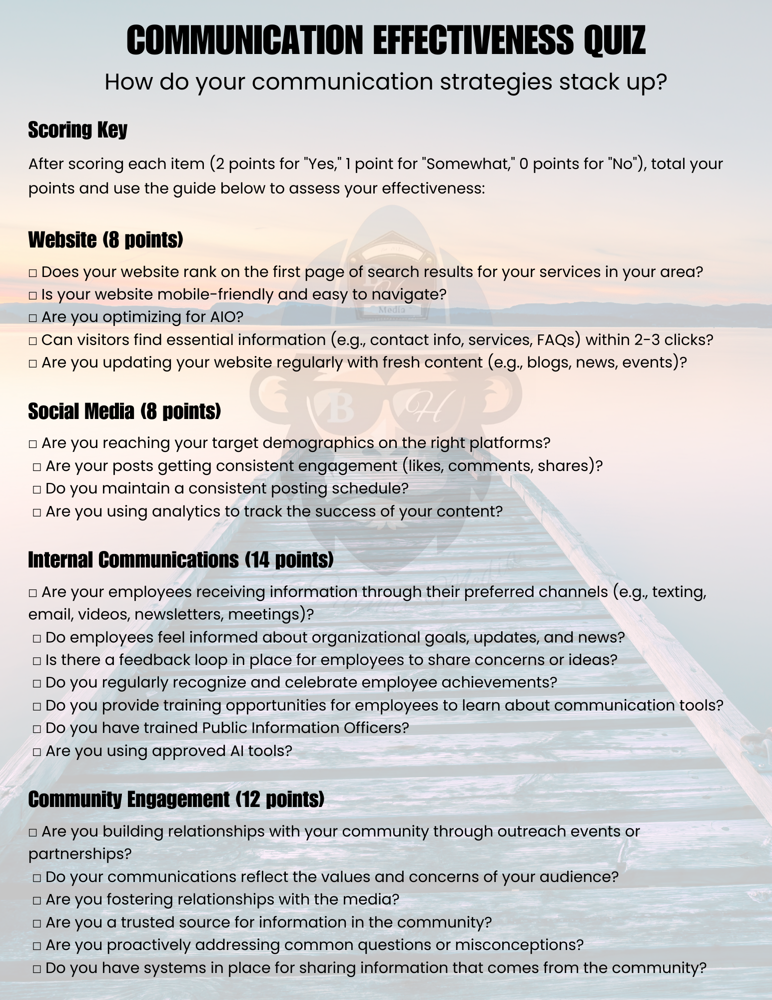 COMMUNICATION EFFECTIVENESS QUIZ
How do your communication strategies stack up?
Scoring Key
After scoring each item (2 points for "Yes," 1 point for "Somewhat," 0 points for "No"), total your
points and use the guide below to assess your effectiveness:
Website (8 points)
□ Does your website rank on the first page of search results for your services in your area?
□ Is your website mobile-friendly and easy to navigate?
□ Are you optimizing for AIO?
□ Can visitors find essential information (e.g., contact info, services, FAQs) within 2-3 clicks?
□ Are you updating your website regularly with fresh content (e.g., blogs, news, events)?
Social Media (8 points)
□ Are you reaching your target demographics on the right platforms?
□ Are your posts getting consistent engagement (likes, comments, shares)?
□ Do you maintain a consistent posting schedule?
□ Are you using analytics to track the success of your content?
Internal Communications (14 points)
□ Are your employees receiving information through their preferred channels (e.g., texting,
email, videos, newsletters, meetings)?
□ Do employees feel informed about organizational goals, updates, and news?
□ Is there a feedback loop in place for employees to share concerns or ideas?
□ Do you regularly recognize and celebrate employee achievements?
□ Do you provide training opportunities for employees to learn about communication tools?
□ Do you have trained Public Information Officers?
□ Are you using approved AI tools?
Community Engagement (12 points)
□ Are you building relationships with your community through outreach events or
partnerships?
□ Do your communications reflect the values and concerns of your audience?
□ Are you fostering relationships with the media?
□ Are you a trusted source for information in the community?
□ Are you proactively addressing common questions or misconceptions?
□ Do you have systems in place for sharing information that comes from the community?
B H
Media
B H
Media